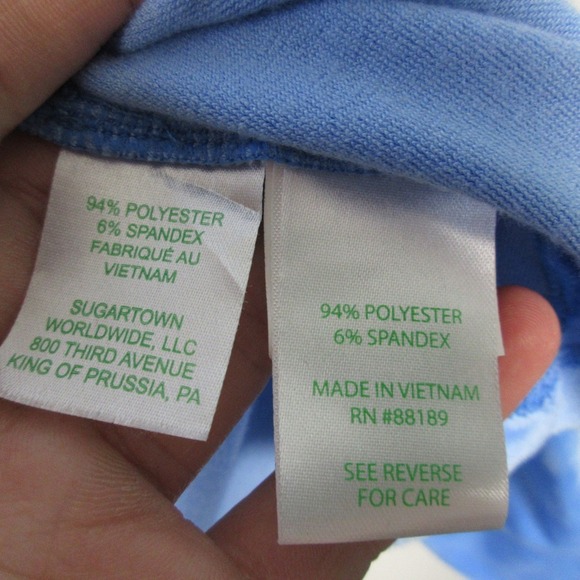 94% POLYESTER
6% SPANDEX
FABRIQUÉ AU
VIETNAM
SUGARTOWN
WORLDWIDE, LLC
800 THIRD AVENUE
KING OF PRUSSIA, PA
94% POLYESTER
6% SPANDEX
MADE IN VIETNAM
RN #88189
SEE REVERSE
FOR CARE